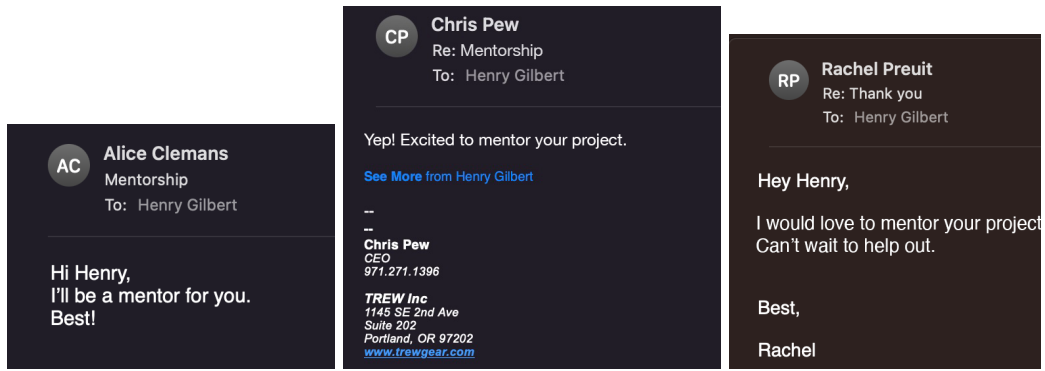 AC
Alice Clemans
Mentorship
To: Henry Gilbert
Hi Henry,
I'll be a mentor for you.
Best!
CP
Chris Pew
Re: Mentorship
To: Henry Gilbert
Yep! Excited to mentor your project.
See More from Henry Gilbert
--
--
Chris Pew
CEO
971.271.1396
TREW Inc
1145 SE 2nd Ave
Suite 202
Portland, OR 97202
www.trewgear.com
RP
Rachel Preuit
Re: Thank you
To: Henry Gilbert
Hey Henry,
I would love to mentor your project
Can't wait to help out.
Best,
Rachel